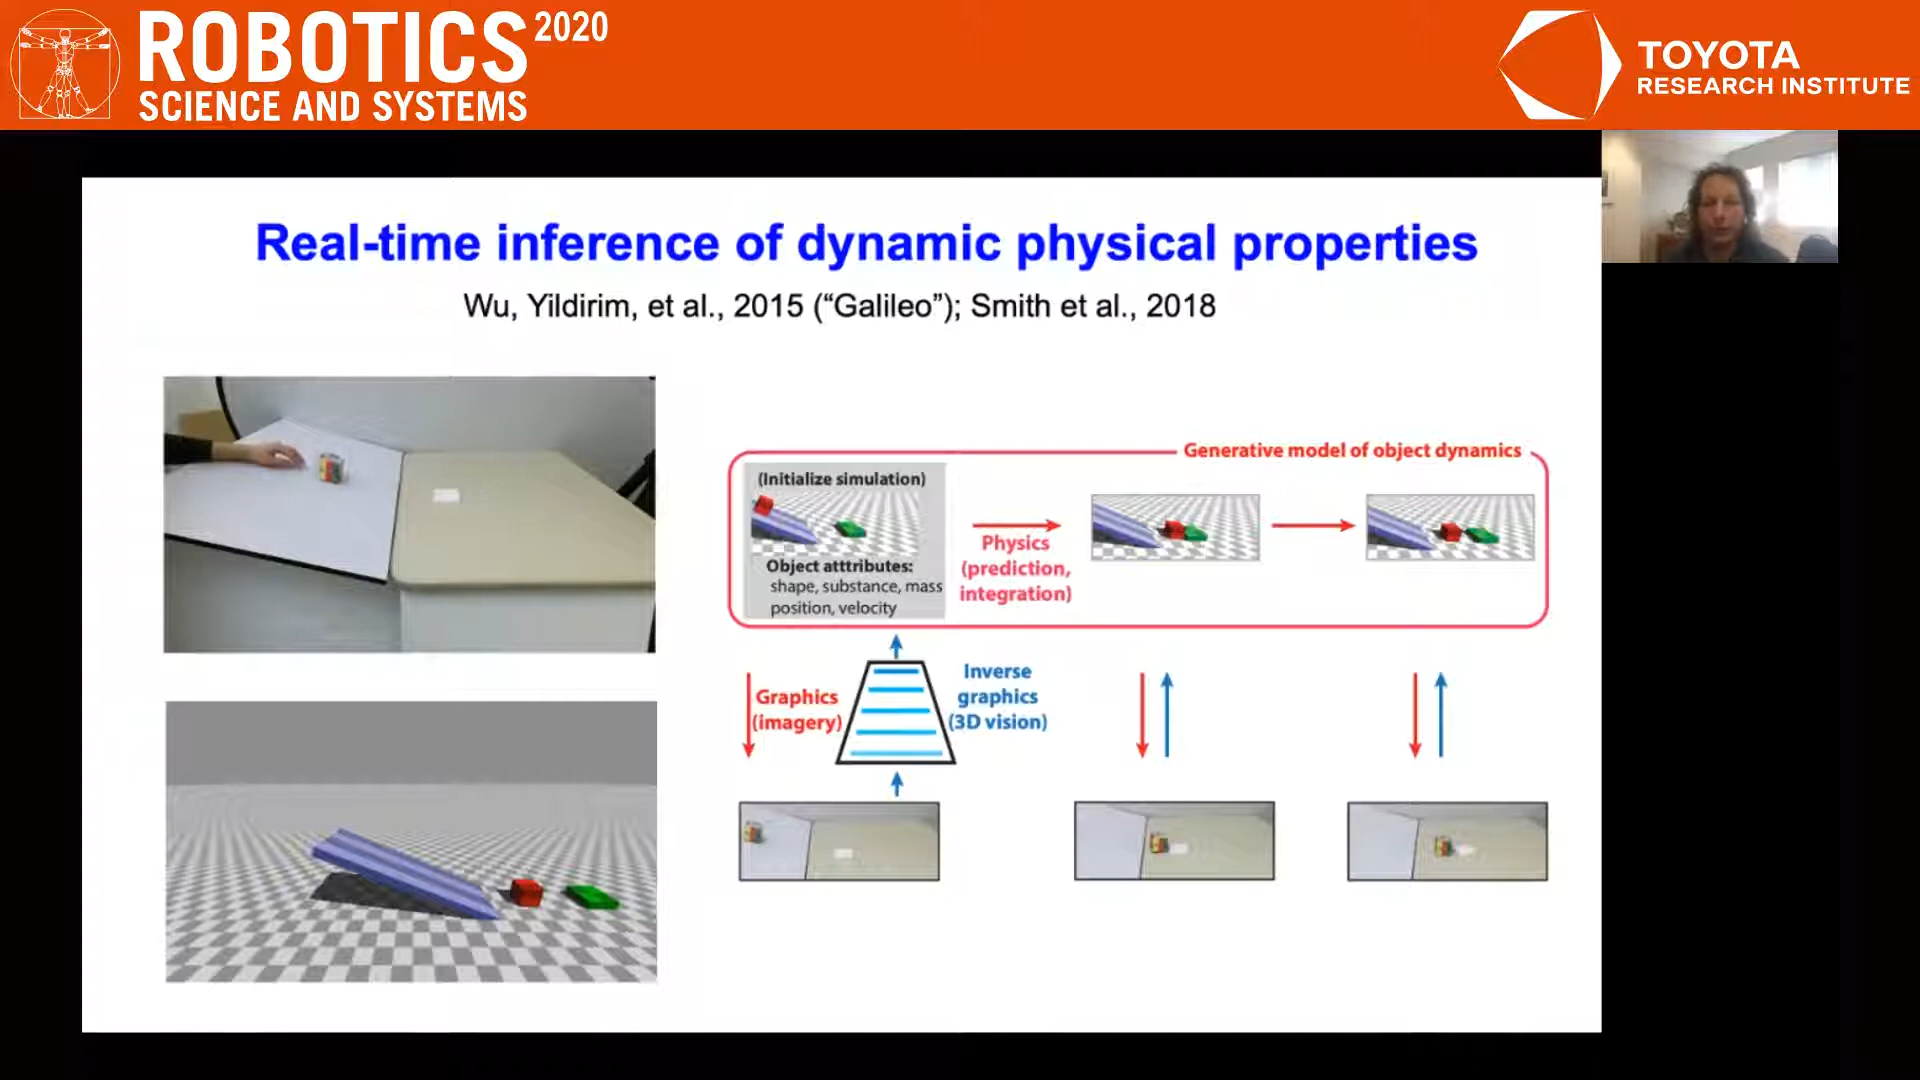 ROBOTICS 2020
SCIENCE AND SYSTEMS
TOYOTA
RESEARCH INSTITUTE
Real-time inference of dynamic physical properties
Wu, Yildirim, et al., 2015 (“Galileo”); Smith et al., 2018
Generative model of object dynamics
(Initialize simulation)
Object atttributes:
shape, substance, mass
position, velocity
Physics
(prediction,
integration)
Graphics
(imagery)
Inverse
graphics
(3D vision)